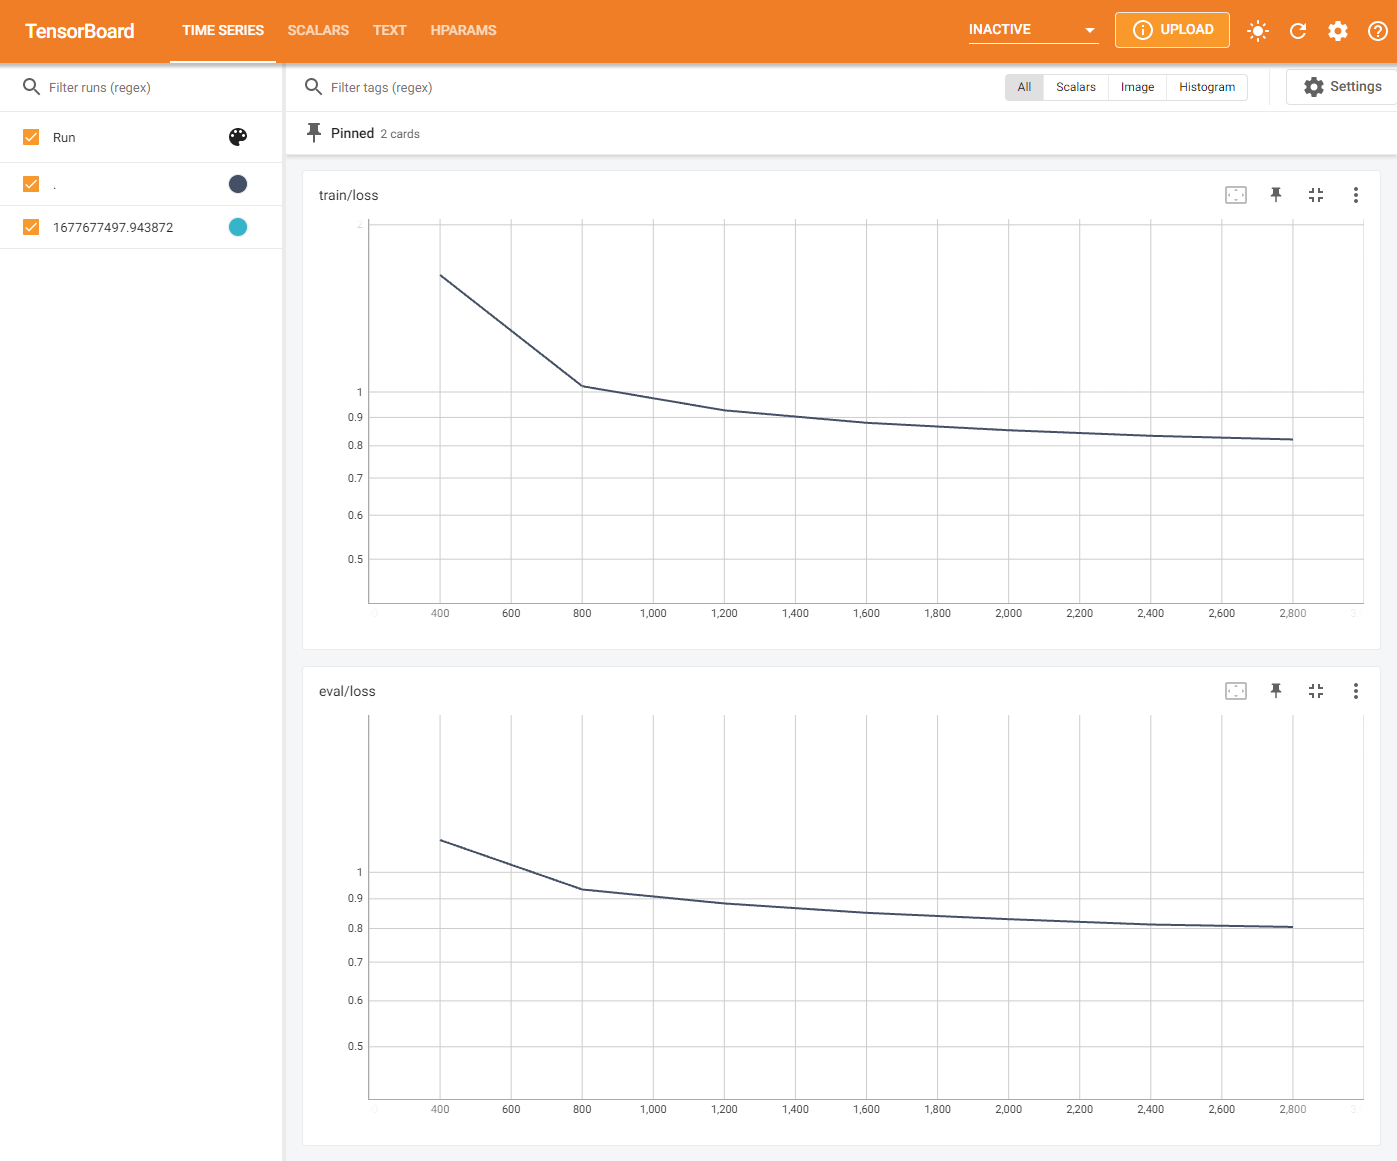 TensorBoard TIME SERIES SCALARS TEXT HPARAMS INACTIVE UPLOAD
Filter runs (regex)
Run
.
1677677497.943872
Filter tags (regex) All Scalars Image Histogram Settings
Pinned 2 cards
train/loss
2
1
0.9
0.8
0.7
0.6
0.5
400 600 800 1,000 1,200 1,400 1,600 1,800 2,000 2,200 2,400 2,600 2,800
eval/loss
1
0.9
0.8
0.7
0.6
0.5
400 600 800 1,000 1,200 1,400 1,600 1,800 2,000 2,200 2,400 2,600 2,800